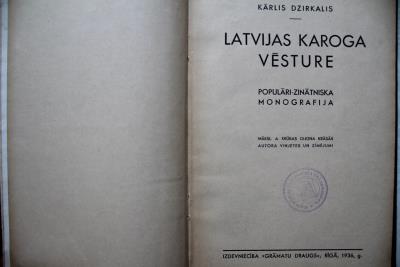 KĀRLIS DZIRKALIS
LATVIJAS KAROGA
VĒSTURE
POPULĀRI-ZINĀTNISKA
MONOGRAFIJA
MĀKSL. A. KRŪKAS KRĀSĀS
AUTORA VINJETES UN ZĪMĒJUMI
IZDEVNIECĪBA «GRĀMATU DRAUGS», RĪGĀ, 1936. g.